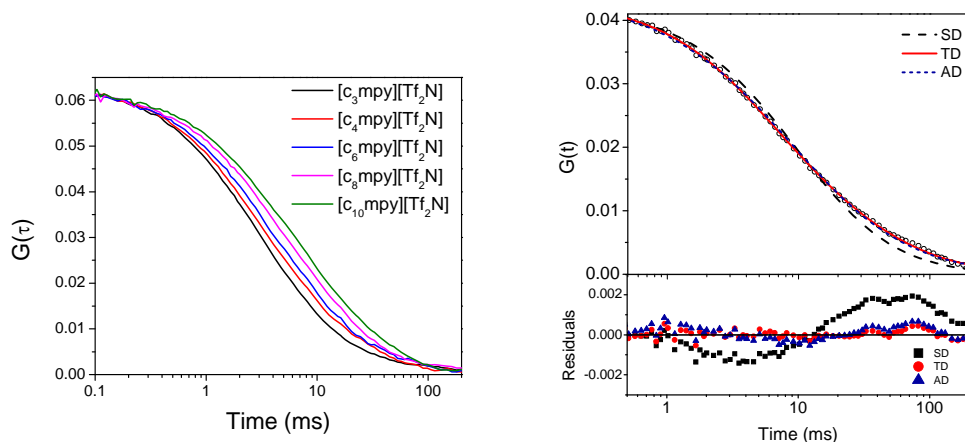 0.06
0.05
0.04
0.03
0.02
0.01
0.00
G(τ)
0.1
1
10
100
Time (ms)
[c₃mpy][Tf₂N]
[c₄mpy][Tf₂N]
[c₆mpy][Tf₂N]
[c₈mpy][Tf₂N]
[c₁₀mpy][Tf₂N]
0.04
0.03
0.02
0.01
0.00
G(t)
SD
TD
AD
0.002
0.000
-0.002
Residuals
SD
TD
AD
1
10
100
Time (ms)